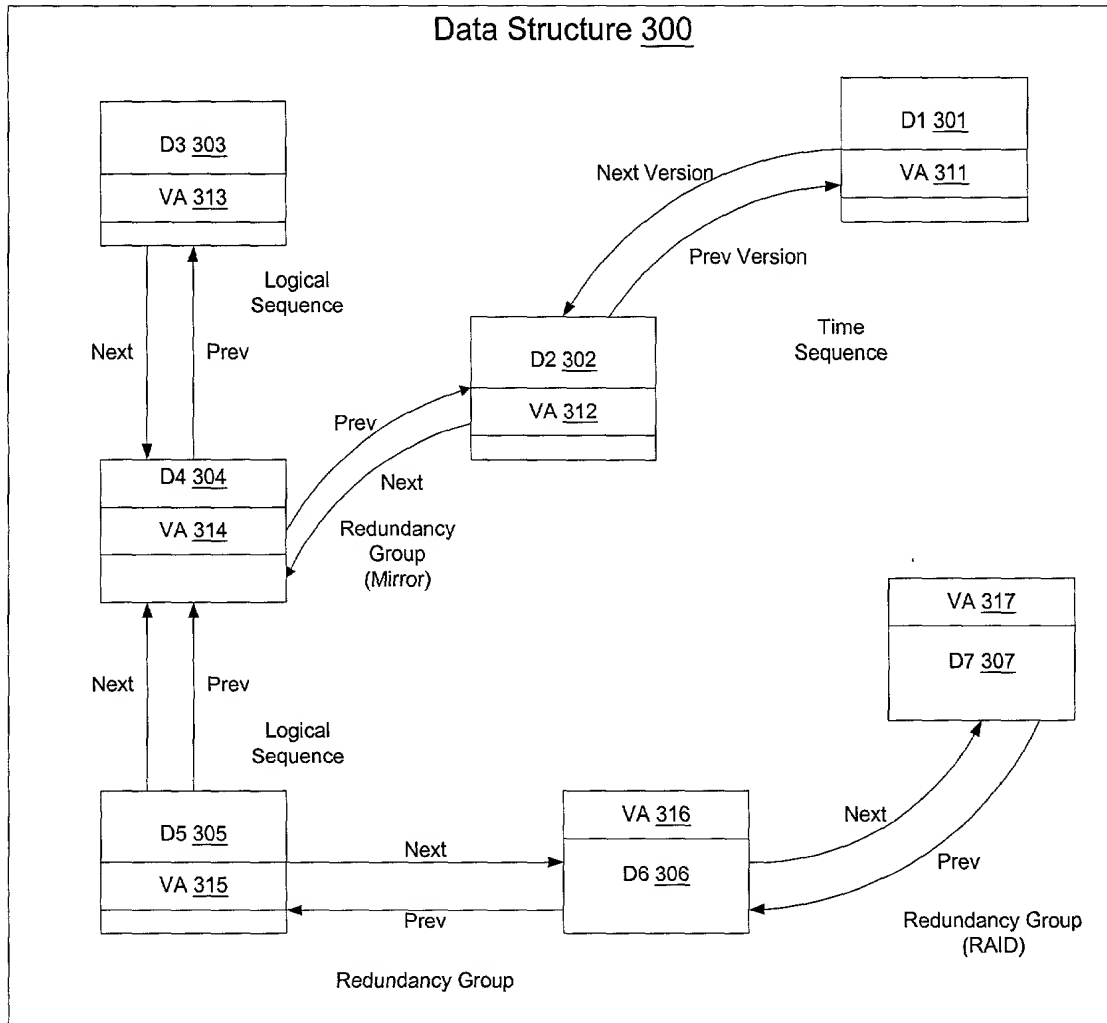 Data Structure 300
D3 303
VA 313
D1 301
VA 311
Next Version
Prev Version
Logical
Sequence
Next
Prev
Time
Sequence
D2 302
VA 312
Prev
Next
D4 304
VA 314
Redundancy
Group
(Mirror)
VA 317
D7 307
Next
Prev
Logical
Sequence
D5 305
VA 315
Next
Prev
VA 316
D6 306
Next
Prev
Redundancy Group
(RAID)
Redundancy Group